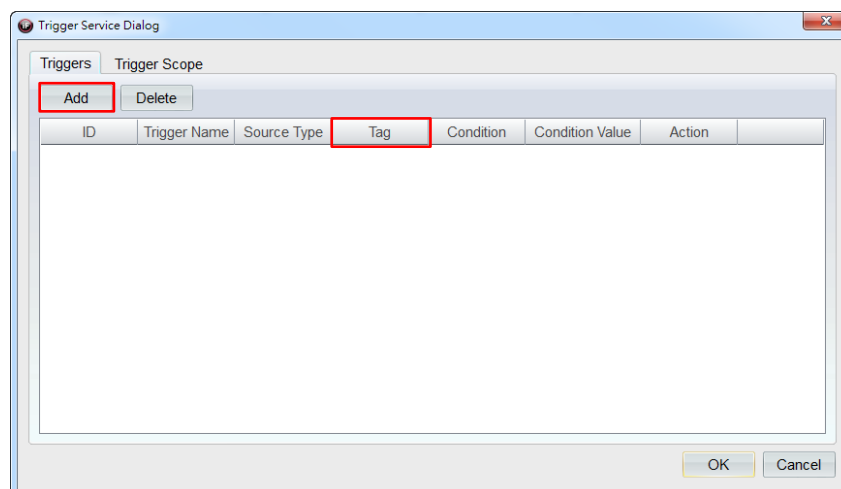 Trigger Service Dialog
Triggers Trigger Scope
Add Delete
ID Trigger Name Source Type Tag Condition Condition Value Action
OK Cancel